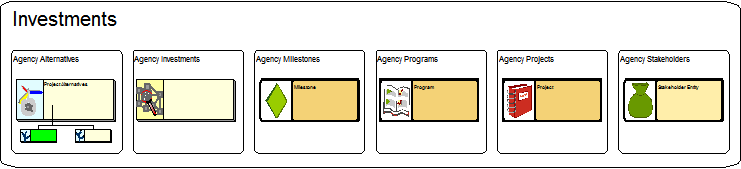 Investments
Agency Alternatives
Agency Investments
Agency Milestones
Agency Programs
Agency Projects
Agency Stakeholders
Project Alternatives
Milestone
Program
Project
Stakeholder Entity